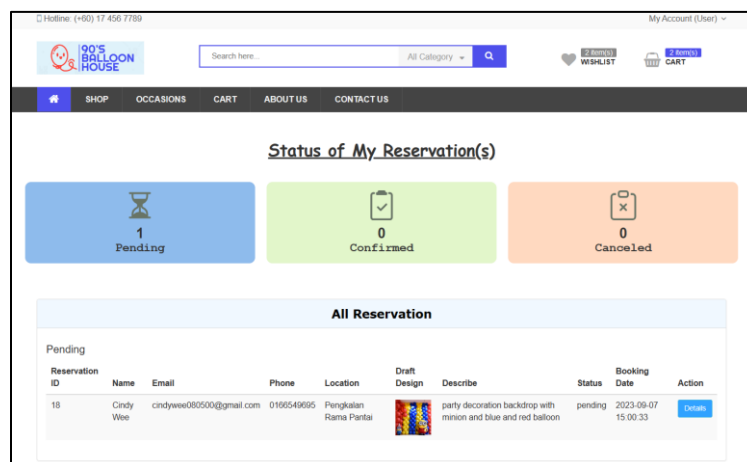 Hotline: (+60) 17 456 7789
My Account (User)
90'S
BALLOON
HOUSE
Search here...
All Category
2 item(s)
WISHLIST
2 item(s)
CART
SHOP OCCASIONS CART ABOUT US CONTACT US
Status of My Reservation(s)
1
Pending
0
Confirmed
0
Canceled
All Reservation
Pending
Reservation ID Name Email Phone Location Draft Design Describe Status Booking Date Action
18 Cindy Wee cindywee080500@gmail.com 0166549695 Pengkalan Rama Pantai party decoration backdrop with minion and blue and red balloon pending 2023-09-07 15:00:33 Details